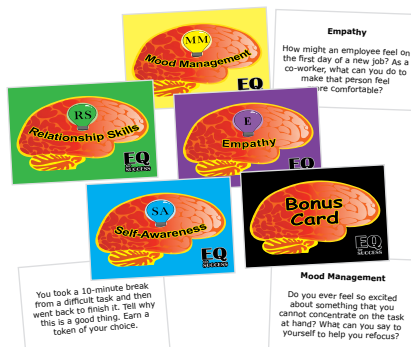 MM
Mood Management
EQ
Empathy
How might an employee feel on
the first day of a new job? As a
co-worker, what can you do to
make that person feel
comfortable?
RS
Relationship Skills
EQ
SUCCESS
E
Empathy
EQ
SA
Self-Awareness
EQ
SUCCESS
Bonus
Card
EQ
SUCCESS
You took a 10-minute break
from a difficult task and then
went back to finish it. Tell why
this is a good thing. Earn a
token of your choice.
Mood Management
Do you ever feel so excited
about something that you
cannot concentrate on the task
at hand? What can you say to
yourself to help you refocus?